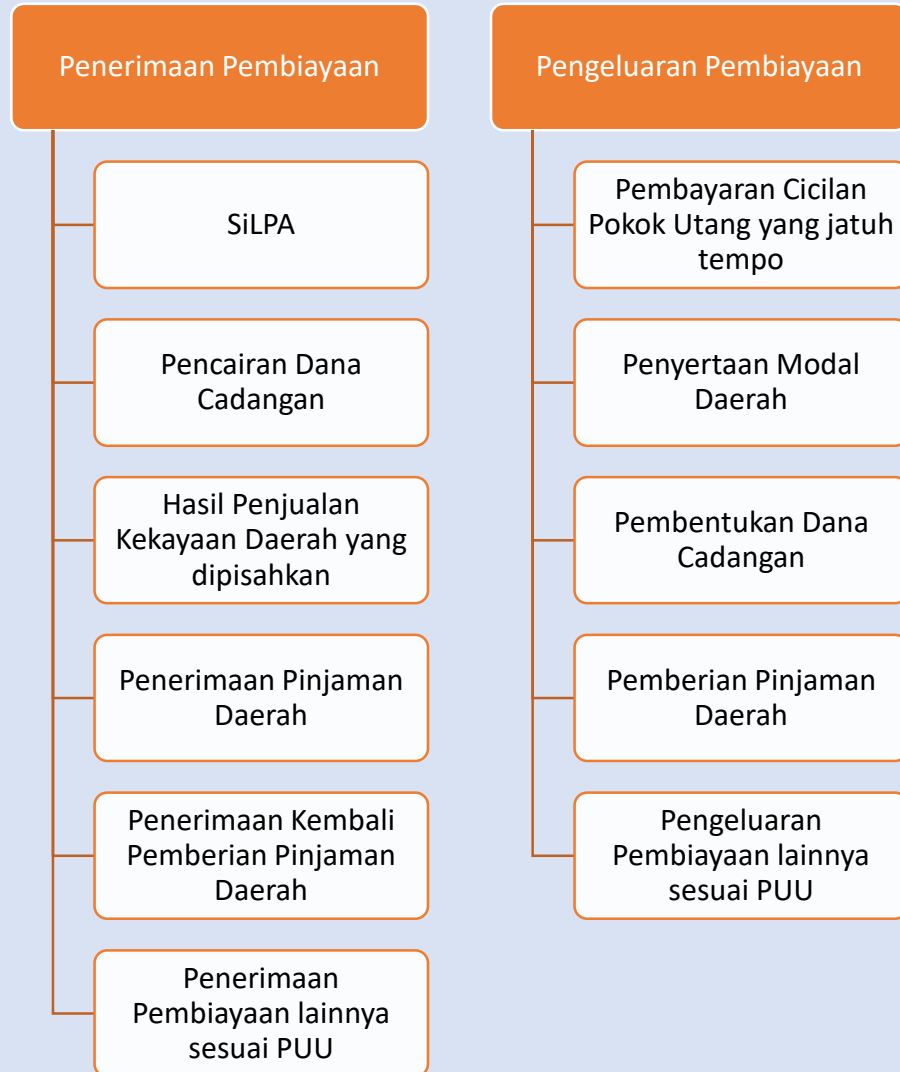 Penerimaan Pembiayaan
SiLPA
Pencairan Dana
Cadangan
Hasil Penjualan
Kekayaan Daerah yang
dipisahkan
Penerimaan Pinjaman
Daerah
Penerimaan Kembali
Pemberian Pinjaman
Daerah
Penerimaan
Pembiayaan lainnya
sesuai PUU
Pengeluaran Pembiayaan
Pembayaran Cicilan
Pokok Utang yang jatuh
tempo
Penyertaan Modal
Daerah
Pembentukan Dana
Cadangan
Pemberian Pinjaman
Daerah
Pengeluaran
Pembiayaan lainnya
sesuai PUU